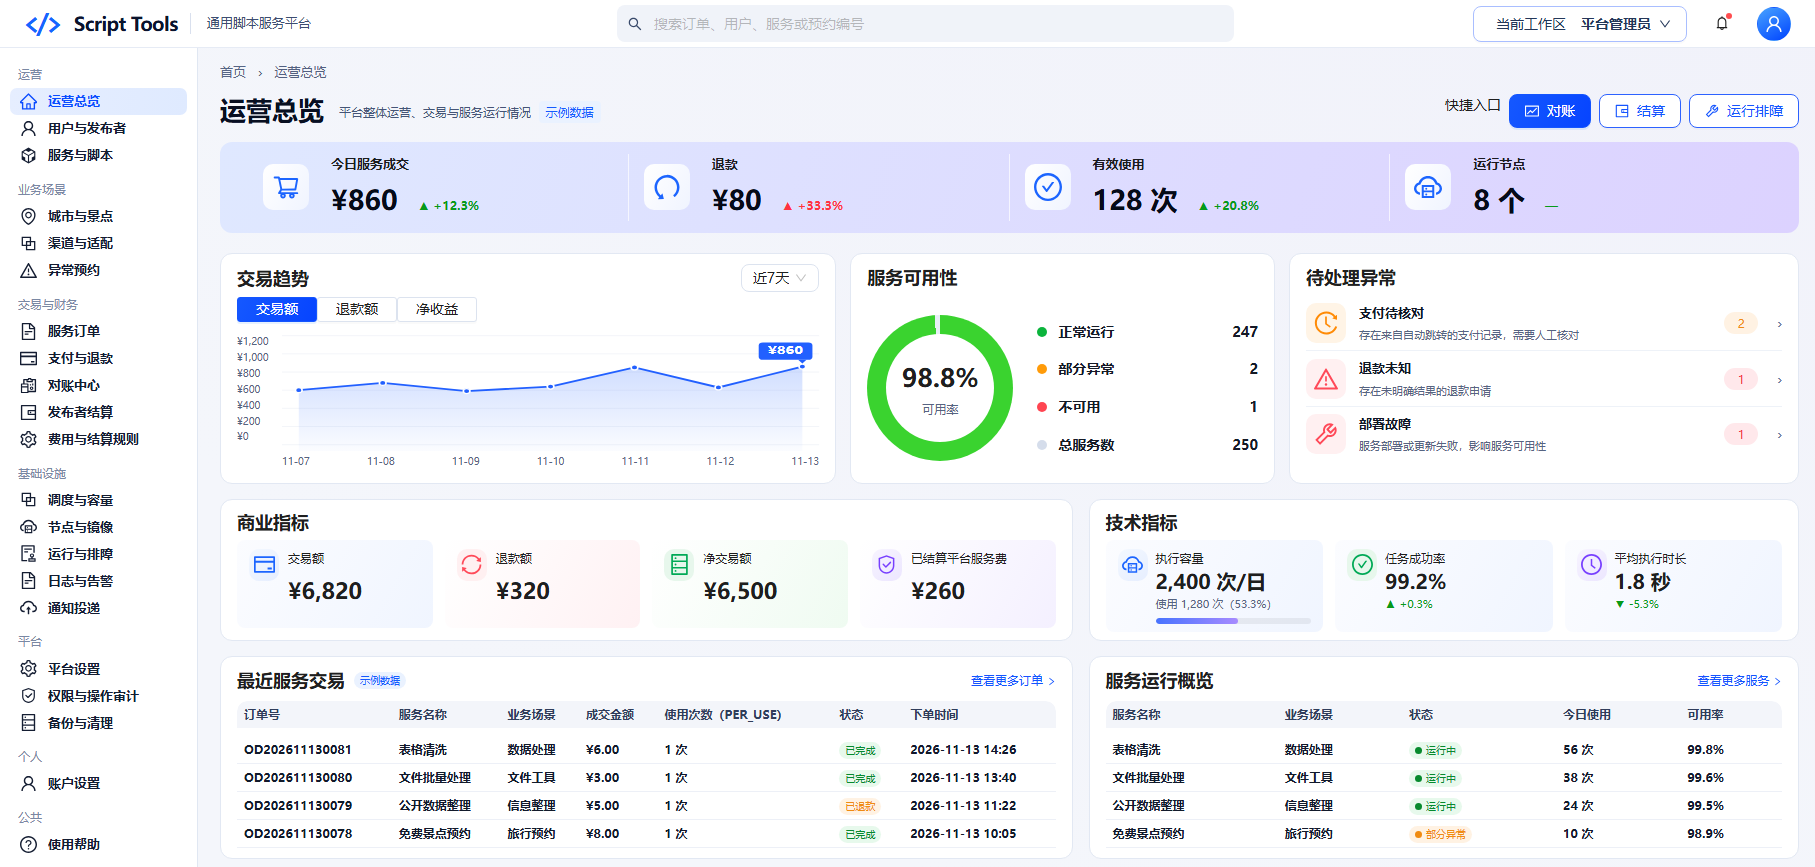 Script Tools 通用脚本服务平台 搜索订单、用户、服务或预约编号 当前工作区 平台管理员
运营
运营总览
用户与发布者
服务与脚本
业务场景
城市与景点
渠道与适配
异常预约
交易与财务
服务订单
支付与退款
对账中心
发布者结算
费用与结算规则
基础设施
调度与容量
节点与镜像
运行与排障
日志与告警
通知投递
平台
平台设置
权限与操作审计
备份与清理
个人
账户设置
公共
使用帮助
首页 › 运营总览
运营总览 平台整体运营、交易与服务运行情况 示例数据
快捷入口 对账 结算 运行排障
今日服务成交
¥860 ▲ +12.3%
退款
¥80 ▲ +33.3%
有效使用
128 次 ▲ +20.8%
运行节点
8 个 —
交易趋势 近7天
交易额 退款额 净收益
¥1,200
¥1,000
¥800
¥600
¥400
¥200
¥0
¥860
11-07 11-08 11-09 11-10 11-11 11-12 11-13
服务可用性
98.8%
可用率
正常运行 247
部分异常 2
不可用 1
总服务数 250
待处理异常
支付待核对
存在来自自动跳转的支付记录，需要人工核对
2 ›
退款未知
存在未明确结果的退款申请
1 ›
部署故障
服务部署或更新失败，影响服务可用性
1 ›
商业指标
交易额
¥6,820
退款额
¥320
净交易额
¥6,500
已结算平台服务费
¥260
技术指标
执行容量
2,400 次/日
使用 1,280 次（53.3%）
任务成功率
99.2%
▲ +0.3%
平均执行时长
1.8 秒
▼ -5.3%
最近服务交易 示例数据 查看更多订单 >
订单号 服务名称 业务场景 成交金额 使用次数（PER_USE） 状态 下单时间
OD202611130081 表格清洗 数据处理 ¥6.00 1 次 已完成 2026-11-13 14:26
OD202611130080 文件批量处理 文件工具 ¥3.00 1 次 已完成 2026-11-13 13:40
OD202611130079 公开数据整理 信息整理 ¥5.00 1 次 已退款 2026-11-13 11:22
OD202611130078 免费景点预约 旅行预约 ¥8.00 1 次 已完成 2026-11-13 10:05
服务运行概览 查看更多服务 >
服务名称 业务场景 状态 今日使用 可用率
表格清洗 数据处理 运行中 56 次 99.8%
文件批量处理 文件工具 运行中 38 次 99.6%
公开数据整理 信息整理 运行中 24 次 99.5%
免费景点预约 旅行预约 部分异常 10 次 98.9%